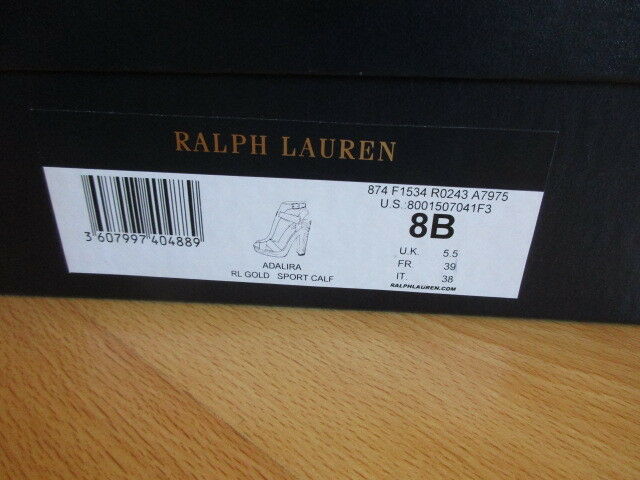 RALPH LAUREN
3 607997 404889
ADALIRA
RL GOLD SPORT CALF
874 F1534 R0243 A7975
U.S. 8001507041F3
8B
U.K. 5.5
FR. 39
IT. 38
RALPHLAUREN.COM